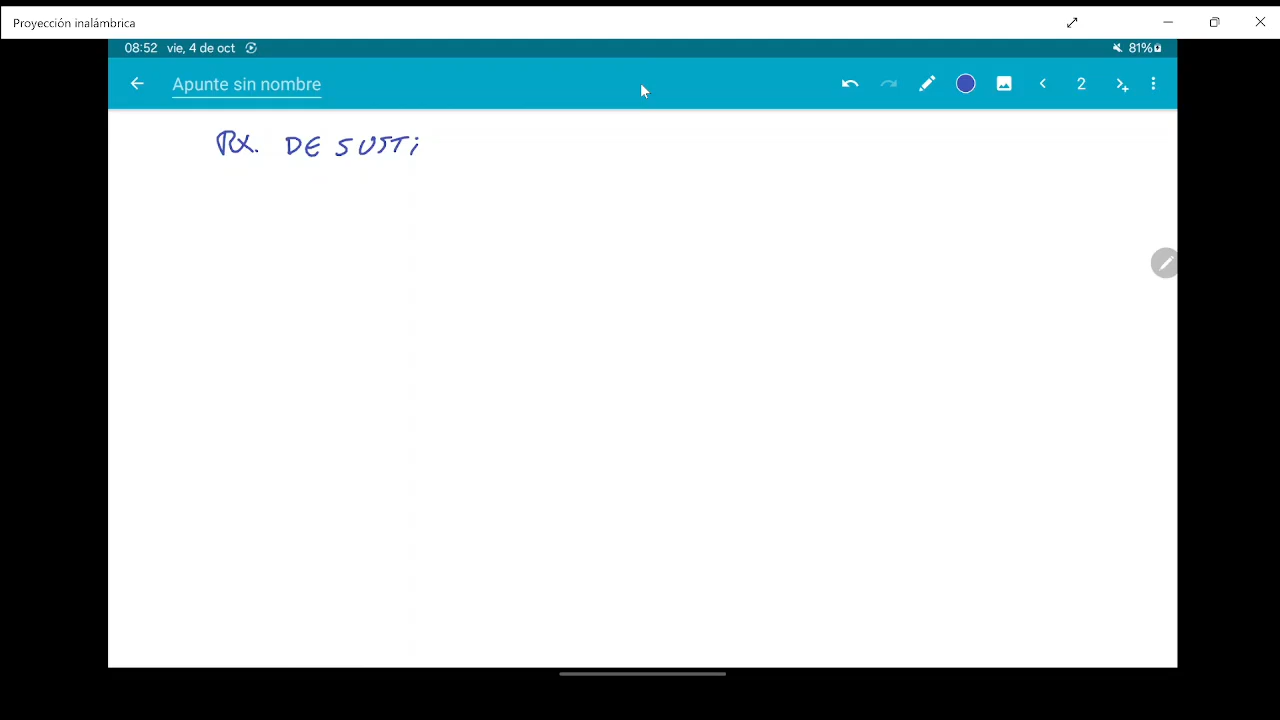 Proyección inalámbrica
08:52 vie, 4 de oct 81%
Apunte sin nombre 2
RX. DE SUSTI